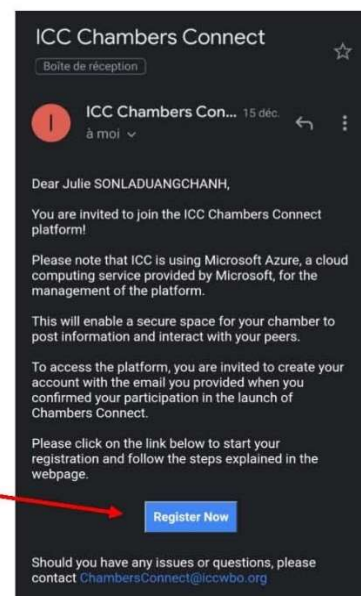 ICC Chambers Connect
Boîte de réception
I
ICC Chambers Con... 15 déc.
à moi
Dear Julie SONLADUANGCHANH,
You are invited to join the ICC Chambers Connect
platform!
Please note that ICC is using Microsoft Azure, a cloud
computing service provided by Microsoft, for the
management of the platform.
This will enable a secure space for your chamber to
post information and interact with your peers.
To access the platform, you are invited to create your
account with the email you provided when you
confirmed your participation in the launch of
Chambers Connect.
Please click on the link below to start your
registration and follow the steps explained in the
webpage.
Register Now
Should you have any issues or questions, please
contact ChambersConnect@iccwbo.org